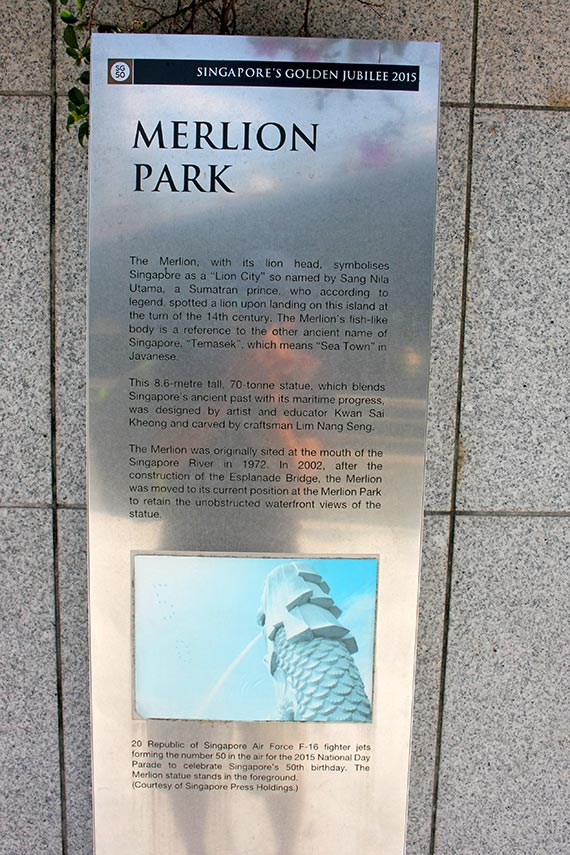 SG
50
SINGAPORE'S GOLDEN JUBILEE 2015
MERLION
PARK
The Merlion, with its lion head, symbolises
Singapore as a "Lion City" so named by Sang Nila
Utama, a Sumatran prince, who according to
legend, spotted a lion upon landing on this island at
the turn of the 14th century. The Merlion's fish-like
body is a reference to the other ancient name of
Singapore, "Temasek", which means "Sea Town" in
Javanese.
This 8.6-metre tall, 70-tonne statue, which blends
Singapore's ancient past with its maritime progress,
was designed by artist and educator Kwan Sai
Kheong and carved by craftsman Lim Nang Seng.
The Merlion was originally sited at the mouth of the
Singapore River in 1972. In 2002, after the
construction of the Esplanade Bridge, the Merlion
was moved to its current position at the Merlion Park
to retain the unobstructed waterfront views of the
statue.
20 Republic of Singapore Air Force F-16 fighter jets
forming the number 50 in the air for the 2015 National Day
Parade to celebrate Singapore's 50th birthday. The
Merlion statue stands in the foreground.
(Courtesy of Singapore Press Holdings.)